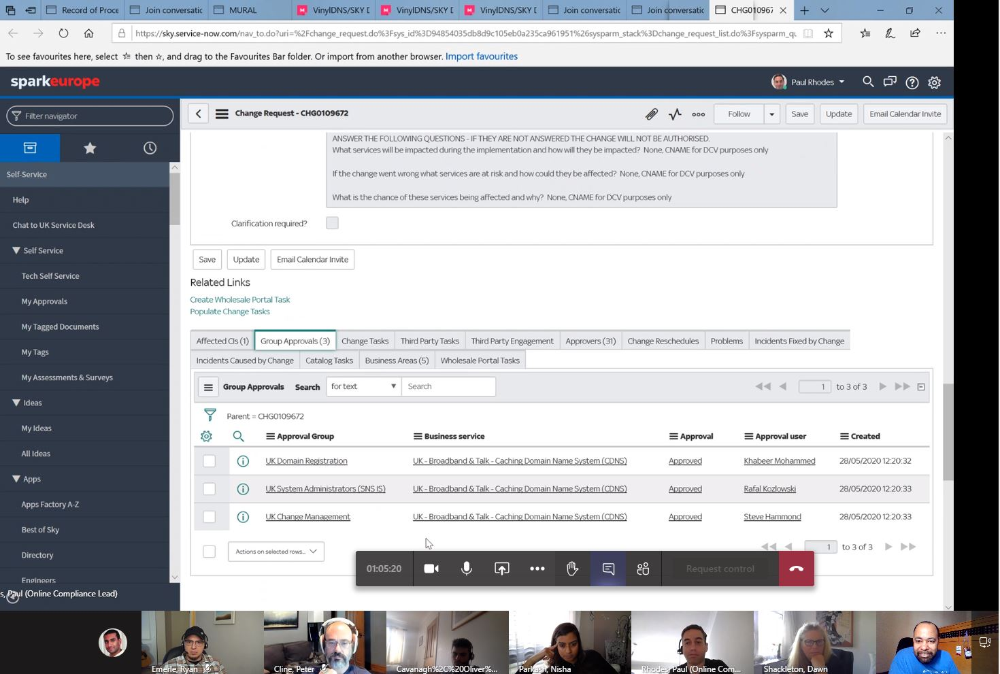 Record of Proce
Join conversatic
MURAL
VinylDNS/SKY D
VinylDNS/SKY D
VinylDNS/SKY D
Join conversatic
Join conversatic
CHG0109672
https://sky.service-now.com/nav_to.do?uri=%2Fchange_request.do%3Fsys_id%3D94854035db8d9c105eb0a235ca961951%26sysparm_stack%3Dchange_request_list.do%3Fsysparm_qu
To see favourites here, select then ☆, and drag to the Favourites Bar folder. Or import from another browser. Import favourites
sparkeurope
Paul Rhodes
Filter navigator
Change Request - CHG0109672
Follow
Save
Update
Email Calendar Invite
Self-Service
Help
Chat to UK Service Desk
Self Service
Tech Self Service
My Approvals
My Tagged Documents
My Tags
My Assessments & Surveys
Ideas
My Ideas
All Ideas
Apps
Apps Factory A-Z
Best of Sky
Directory
Engineers
ANSWER THE FOLLOWING QUESTIONS - IF THEY ARE NOT ANSWERED THE CHANGE WILL NOT BE AUTHORISED.
What services will be impacted during the implementation and how will they be impacted? None, CNAME for DCV purposes only
If the change went wrong what services are at risk and how could they be affected? None, CNAME for DCV purposes only
What is the chance of these services being affected and why? None, CNAME for DCV purposes only
Clarification required?
Save
Update
Email Calendar Invite
Related Links
Create Wholesale Portal Task
Populate Change Tasks
Affected CIs (1)
Group Approvals (3)
Change Tasks
Third Party Tasks
Third Party Engagement
Approvers (31)
Change Reschedules
Problems
Incidents Fixed by Change
Incidents Caused by Change
Catalog Tasks
Business Areas (5)
Wholesale Portal Tasks
Group Approvals Search for text Search
1 to 3 of 3
Parent = CHG0109672
Approval Group Business service Approval Approval user Created
UK Domain Registration UK - Broadband & Talk - Caching Domain Name System (CDNS) Approved Khabeer Mohammed 28/05/2020 12:20:32
UK System Administrators (SNS IS) UK - Broadband & Talk - Caching Domain Name System (CDNS) Approved Rafal Kozlowski 28/05/2020 12:20:33
UK Change Management UK - Broadband & Talk - Caching Domain Name System (CDNS) Approved Steve Hammond 28/05/2020 12:20:33
Actions on selected rows...
1 to 3 of 3
01:05:20
Request control
s, Paul (Online Compliance Lead)
Emerle, Ryan
Cline, Peter
Cavanagh%2C%20Oliver%...
Parkash, Nisha
Rhodes, Paul (Online Com...
Shackleton, Dawn